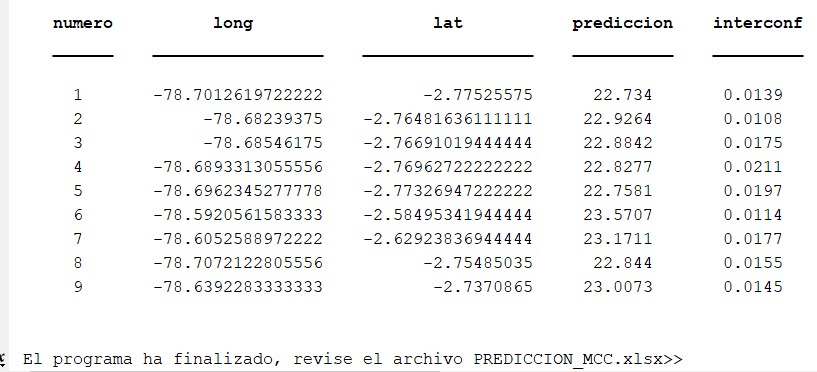 numero long lat prediccion interconf
1 -78.7012619722222 -2.77525575 22.734 0.0139
2 -78.68239375 -2.76481636111111 22.9264 0.0108
3 -78.68546175 -2.76691019444444 22.8842 0.0175
4 -78.6893313055556 -2.76962722222222 22.8277 0.0211
5 -78.6962345277778 -2.77326947222222 22.7581 0.0197
6 -78.5920561583333 -2.58495341944444 23.5707 0.0114
7 -78.6052588972222 -2.62923836944444 23.1711 0.0177
8 -78.7072122805556 -2.75485035 22.844 0.0155
9 -78.6392283333333 -2.7370865 23.0073 0.0145
El programa ha finalizado, revise el archivo PREDICCION_MCC.xlsx>>